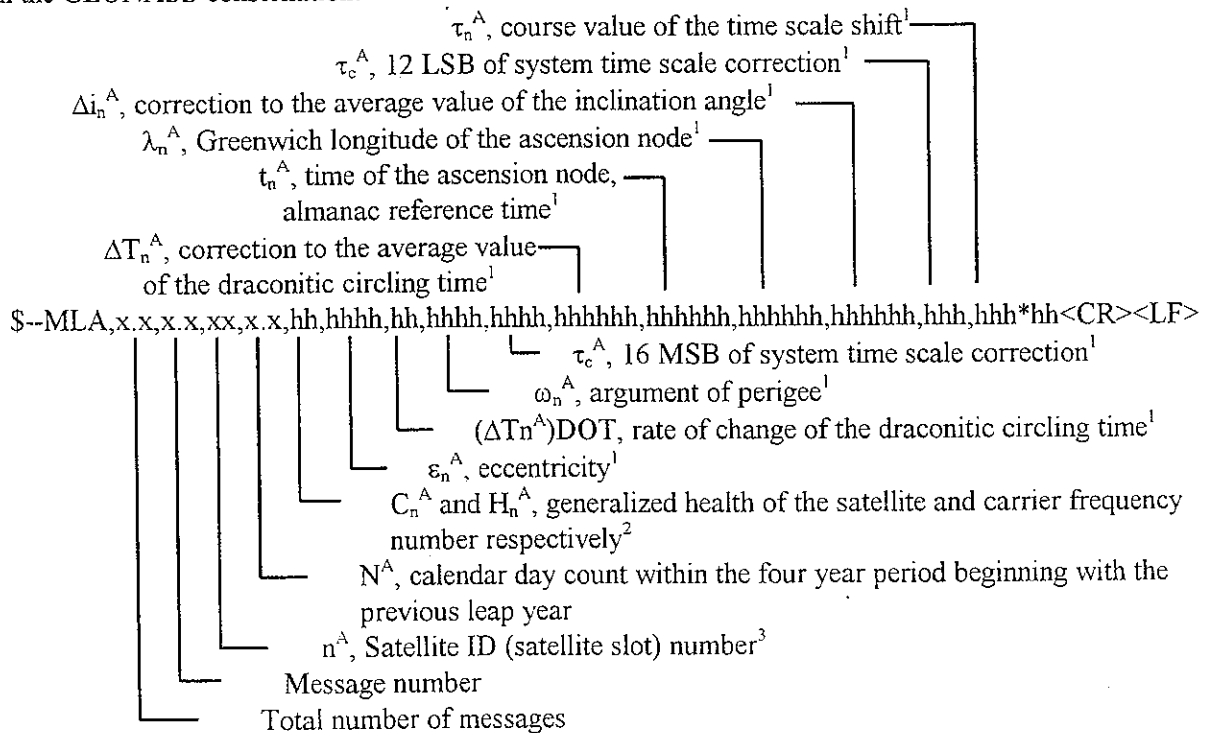 τₙᴬ, course value of the time scale shift¹
τ꜀ᴬ, 12 LSB of system time scale correction¹
Δiₙᴬ, correction to the average value of the inclination angle¹
λₙᴬ, Greenwich longitude of the ascension node¹
tₙᴬ, time of the ascension node,
almanac reference time¹
ΔTₙᴬ, correction to the average value
of the draconitic circling time¹
$--MLA,x.x,x.x,xx,x.x,hh,hhhh,hh,hhhh,hhhh,hhhhhh,hhhhhh,hhhhhh,hhhhhh,hhh,hhh*hh<CR><LF>
τ꜀ᴬ, 16 MSB of system time scale correction¹
ωₙᴬ, argument of perigee¹
(ΔTnᴬ)DOT, rate of change of the draconitic circling time¹
εₙᴬ, eccentricity¹
Cₙᴬ and Hₙᴬ, generalized health of the satellite and carrier frequency
number respectively²
Nᴬ, calendar day count within the four year period beginning with the
previous leap year
nᴬ, Satellite ID (satellite slot) number³
Message number
Total number of messages